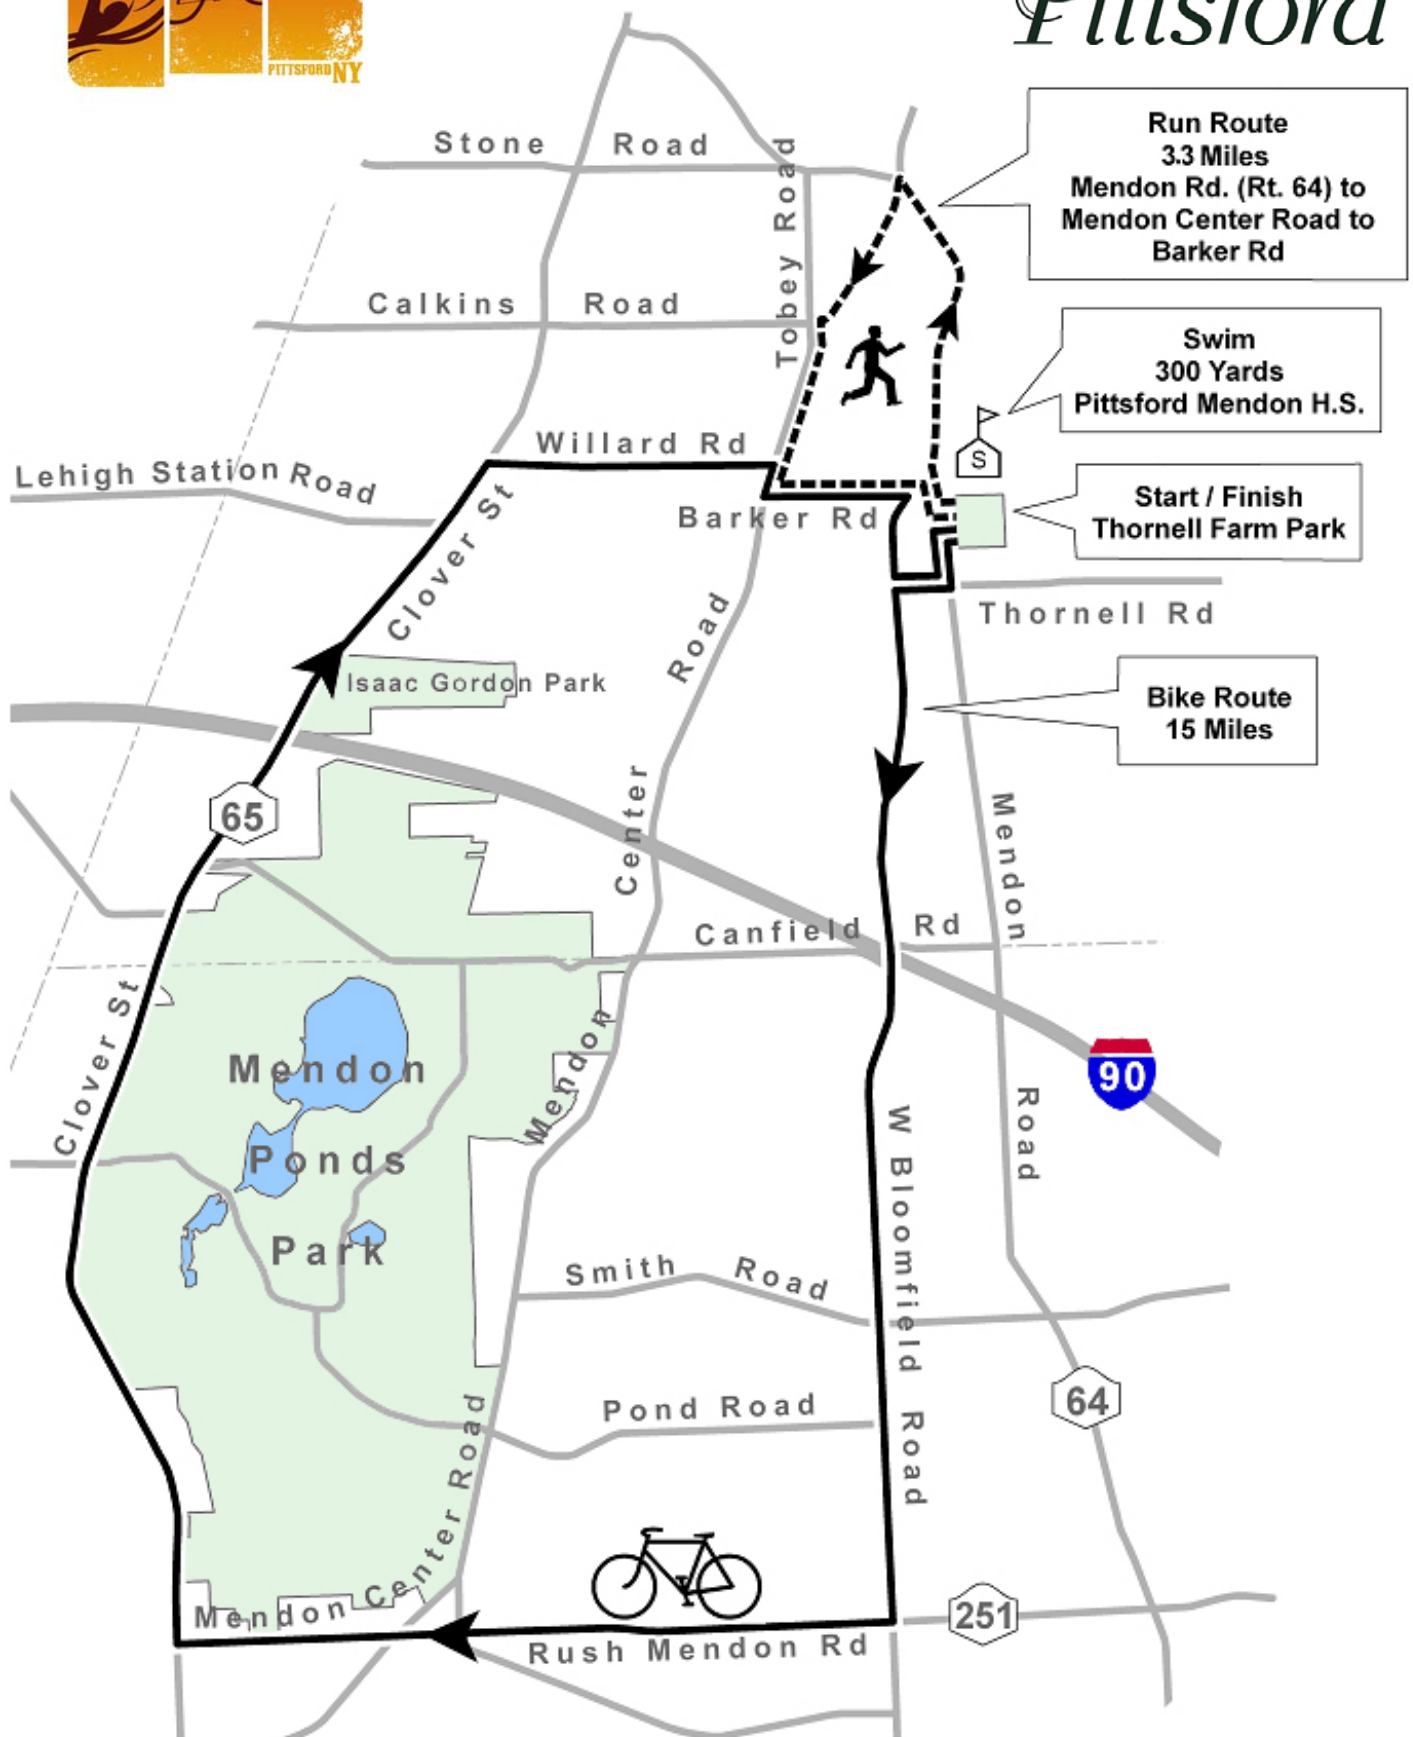 PITTSFORD NY
Pittsford
Stone Road
Run Route
3.3 Miles
Mendon Rd. (Rt. 64) to
Mendon Center Road to
Barker Rd
Tobey Road
Calkins Road
Swim
300 Yards
Pittsford Mendon H.S.
Willard Rd
Lehigh Station Road
S
Start / Finish
Thornell Farm Park
Barker Rd
Clover St
Thornell Rd
Isaac Gordon Park
Bike Route
15 Miles
65
Mendon Center Road
Mendon Road
Canfield Rd
Clover St
90
Mendon
Ponds
Park
W Bloomfield Road
Smith Road
64
Pond Road
Mendon Center Road
251
Rush Mendon Rd